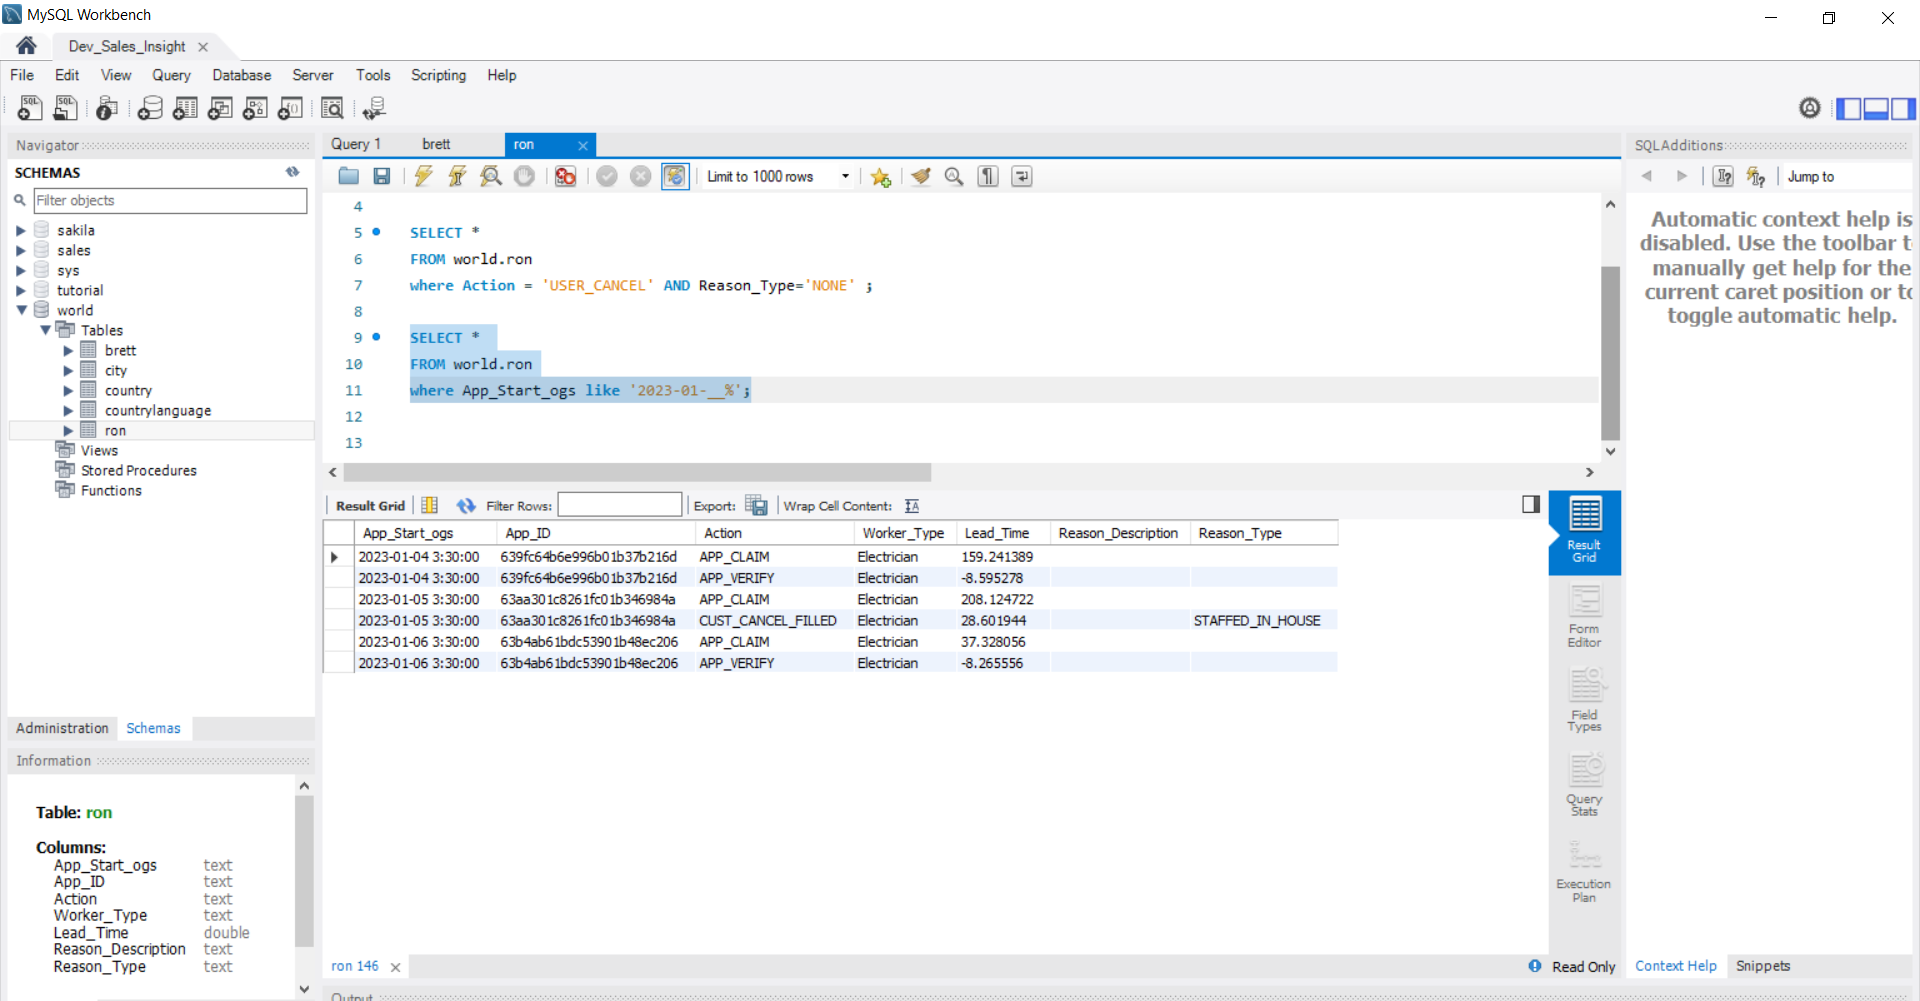 MySQL Workbench
Dev_Sales_Insight
File Edit View Query Database Server Tools Scripting Help
Navigator
SCHEMAS
Filter objects
sakila
sales
sys
tutorial
world
Tables
brett
city
country
countrylanguage
ron
Views
Stored Procedures
Functions
Administration Schemas
Information
Table: ron
Columns:
App_Start_ogs text
App_ID text
Action text
Worker_Type text
Lead_Time double
Reason_Description text
Reason_Type text
Query 1 brett ron
Limit to 1000 rows
4
5 SELECT *
6 FROM world.ron
7 where Action = 'USER_CANCEL' AND Reason_Type='NONE' ;
8
9 SELECT *
10 FROM world.ron
11 where App_Start_ogs like '2023-01-__%';
12
13
Result Grid Filter Rows: Export: Wrap Cell Content:
App_Start_ogs App_ID Action Worker_Type Lead_Time Reason_Description Reason_Type
2023-01-04 3:30:00 639fc64b6e996b01b37b216d APP_CLAIM Electrician 159.241389
2023-01-04 3:30:00 639fc64b6e996b01b37b216d APP_VERIFY Electrician -8.595278
2023-01-05 3:30:00 63aa301c8261fc01b346984a APP_CLAIM Electrician 208.124722
2023-01-05 3:30:00 63aa301c8261fc01b346984a CUST_CANCEL_FILLED Electrician 28.601944 STAFFED_IN_HOUSE
2023-01-06 3:30:00 63b4ab61bdc53901b48ec206 APP_CLAIM Electrician 37.328056
2023-01-06 3:30:00 63b4ab61bdc53901b48ec206 APP_VERIFY Electrician -8.265556
Result
Grid
Form
Editor
Field
Types
Query
Stats
Execution
Plan
ron 146
Read Only
Output
SQLAdditions
Jump to
Automatic context help is
disabled. Use the toolbar t
manually get help for the
current caret position or to
toggle automatic help.
Context Help Snippets